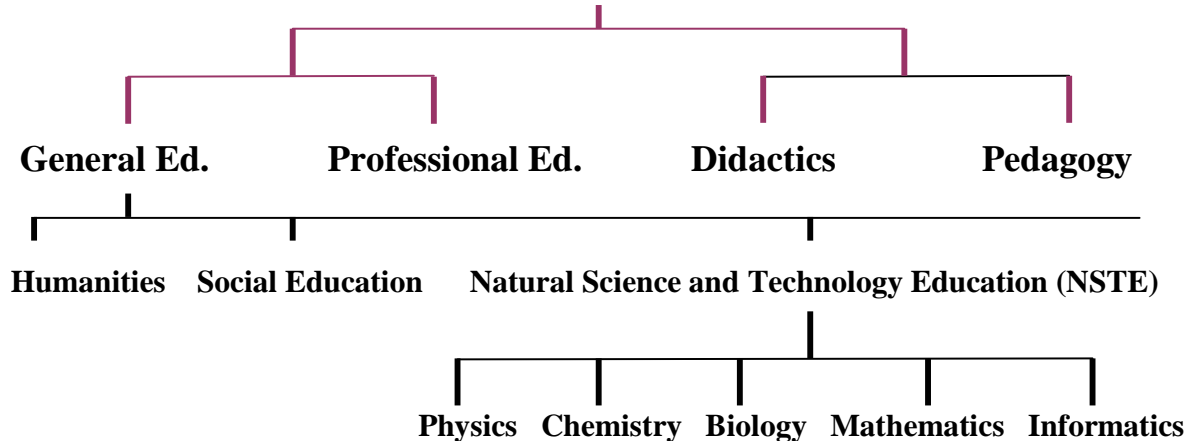 General Ed. Professional Ed. Didactics Pedagogy
Humanities Social Education Natural Science and Technology Education (NSTE)
Physics Chemistry Biology Mathematics Informatics